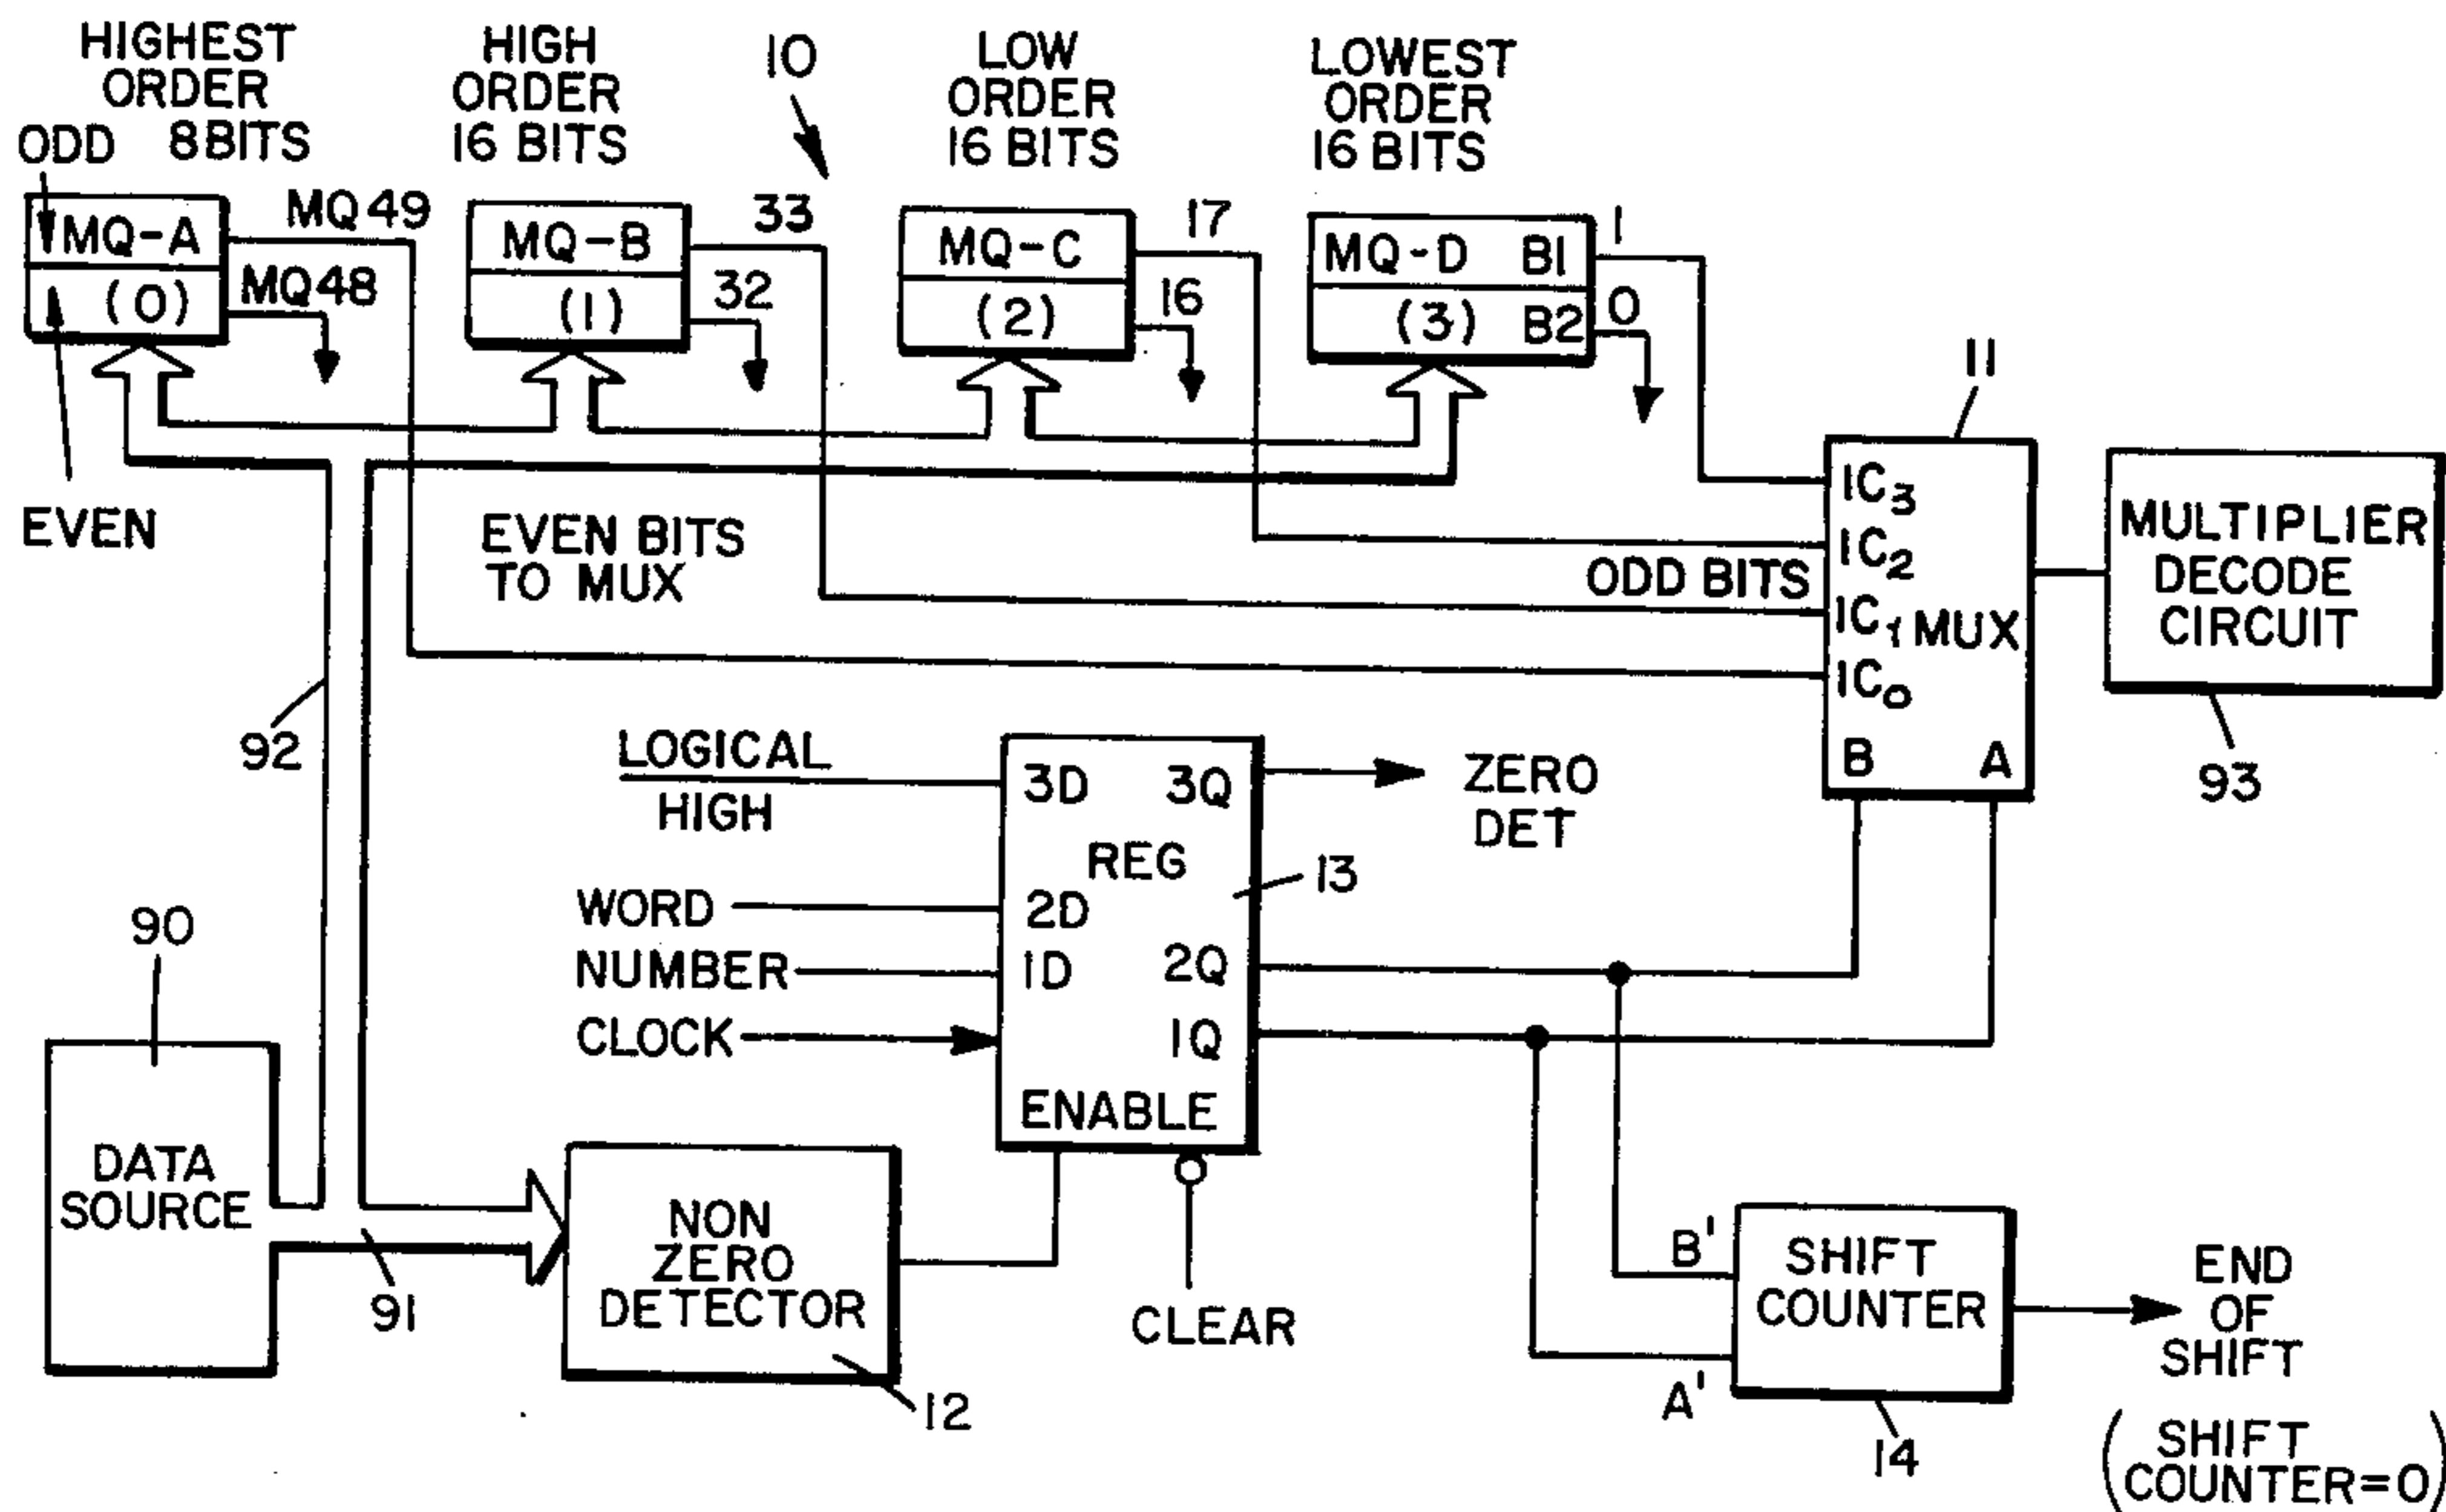 HIGHEST
ORDER
8 BITS
ODD
HIGH
ORDER
16 BITS
10
LOW
ORDER
16 BITS
LOWEST
ORDER
16 BITS
MQ-A
(0)
MQ49
MQ48
MQ-B
(1)
33
32
MQ-C
(2)
17
16
MQ-D B1
(3) B2
1
0
EVEN
EVEN BITS
TO MUX
ODD BITS
11
IC3
IC2
IC1 MUX
IC0
B A
MULTIPLIER
DECODE
CIRCUIT
93
92
LOGICAL
HIGH
3D 3Q
REG
ZERO
DET
13
WORD
2D
NUMBER
1D 2Q
CLOCK
1Q
ENABLE
CLEAR
90
DATA
SOURCE
91
NON
ZERO
DETECTOR
12
B'
A'
SHIFT
COUNTER
14
END
OF
SHIFT
(SHIFT
COUNTER=0)